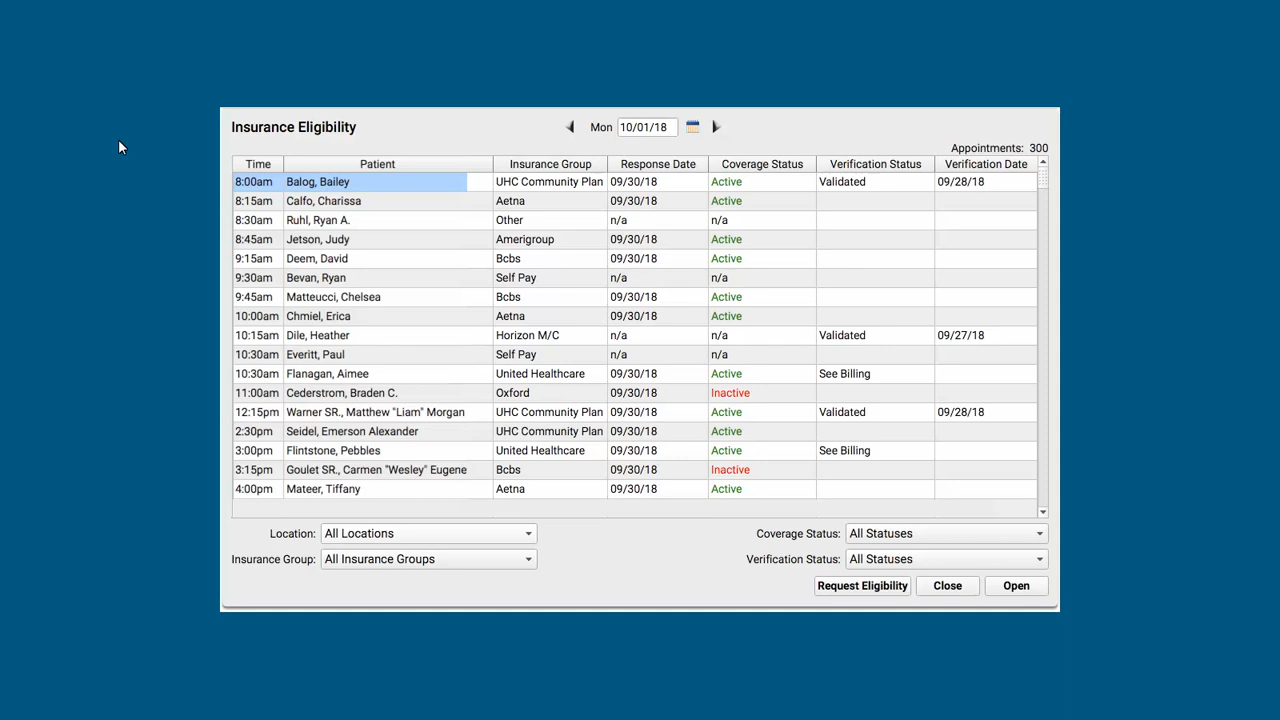 Insurance Eligibility
Mon 10/01/18
Appointments: 300
Time Patient Insurance Group Response Date Coverage Status Verification Status Verification Date
8:00am Balog, Bailey UHC Community Plan 09/30/18 Active Validated 09/28/18
8:15am Calfo, Charissa Aetna 09/30/18 Active
8:30am Ruhl, Ryan A. Other n/a n/a
8:45am Jetson, Judy Amerigroup 09/30/18 Active
9:15am Deem, David Bcbs 09/30/18 Active
9:30am Bevan, Ryan Self Pay n/a n/a
9:45am Matteucci, Chelsea Bcbs 09/30/18 Active
10:00am Chmiel, Erica Aetna 09/30/18 Active
10:15am Dile, Heather Horizon M/C n/a n/a Validated 09/27/18
10:30am Everitt, Paul Self Pay n/a n/a
10:30am Flanagan, Aimee United Healthcare 09/30/18 Active See Billing
11:00am Cederstrom, Braden C. Oxford 09/30/18 Inactive
12:15pm Warner SR., Matthew "Liam" Morgan UHC Community Plan 09/30/18 Active Validated 09/28/18
2:30pm Seidel, Emerson Alexander UHC Community Plan 09/30/18 Active
3:00pm Flintstone, Pebbles United Healthcare 09/30/18 Active See Billing
3:15pm Goulet SR., Carmen "Wesley" Eugene Bcbs 09/30/18 Inactive
4:00pm Mateer, Tiffany Aetna 09/30/18 Active
Location: All Locations Coverage Status: All Statuses
Insurance Group: All Insurance Groups Verification Status: All Statuses
Request Eligibility Close Open